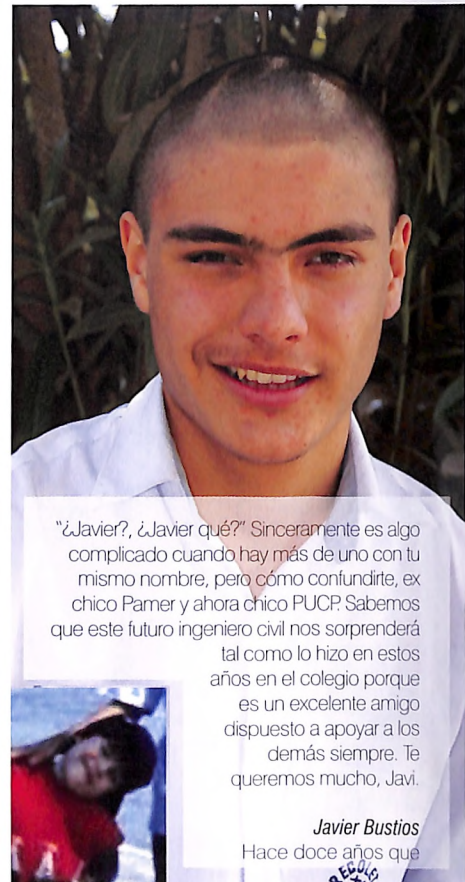 "¿Javier?, ¿Javier qué?" Sinceramente es algo
complicado cuando hay más de uno con tu
mismo nombre, pero cómo confundirte, ex
chico Pamer y ahora chico PUCP. Sabemos
que este futuro ingeniero civil nos sorprenderá
tal como lo hizo en estos
años en el colegio porque
es un excelente amigo
dispuesto a apoyar a los
demás siempre. Te
queremos mucho, Javi.
Javier Bustios
Hace doce años que